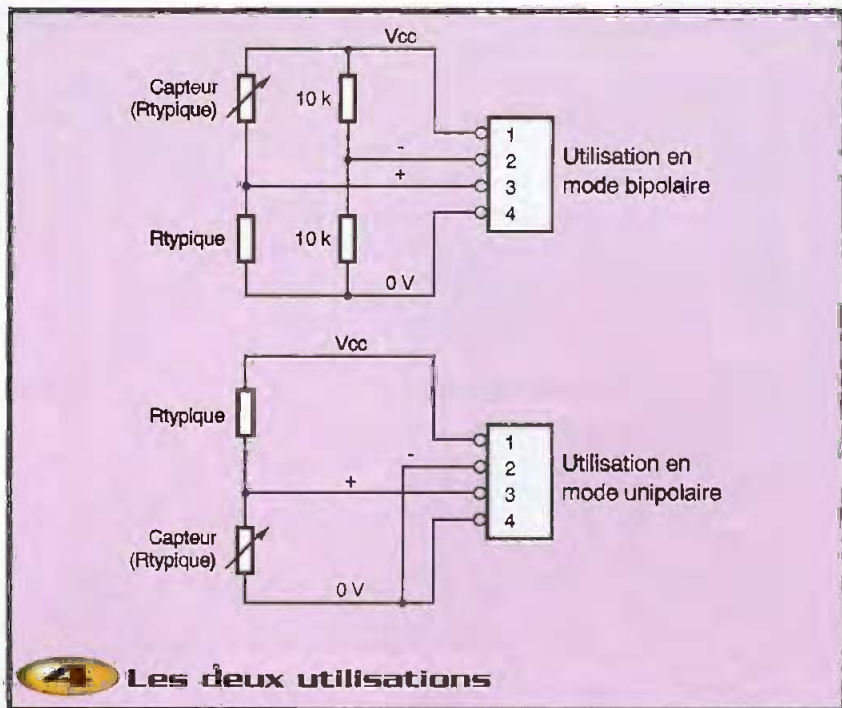 Vcc
Capteur
(Rtypique)
10 k
1
-
2
Utilisation en
+
3
mode bipolaire
4
Rtypique
10 k
0 V
Vcc
Rtypique
1
-
2
Utilisation en
+
3
mode unipolaire
4
Capteur
(Rtypique)
0 V
4 Les deux utilisations